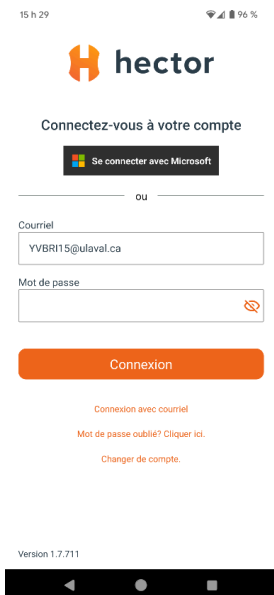 15 h 29
96 %
hector
Connectez-vous à votre compte
Se connecter avec Microsoft
ou
Courriel
YVBRI15@ulaval.ca
Mot de passe
Connexion
Connexion avec courriel
Mot de passe oublié? Cliquer ici.
Changer de compte.
Version 1.7.711